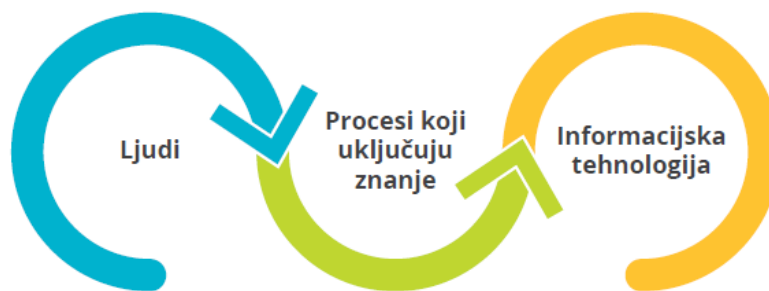 Ljudi
Procesi koji
uključuju
znanje
Informacijska
tehnologija